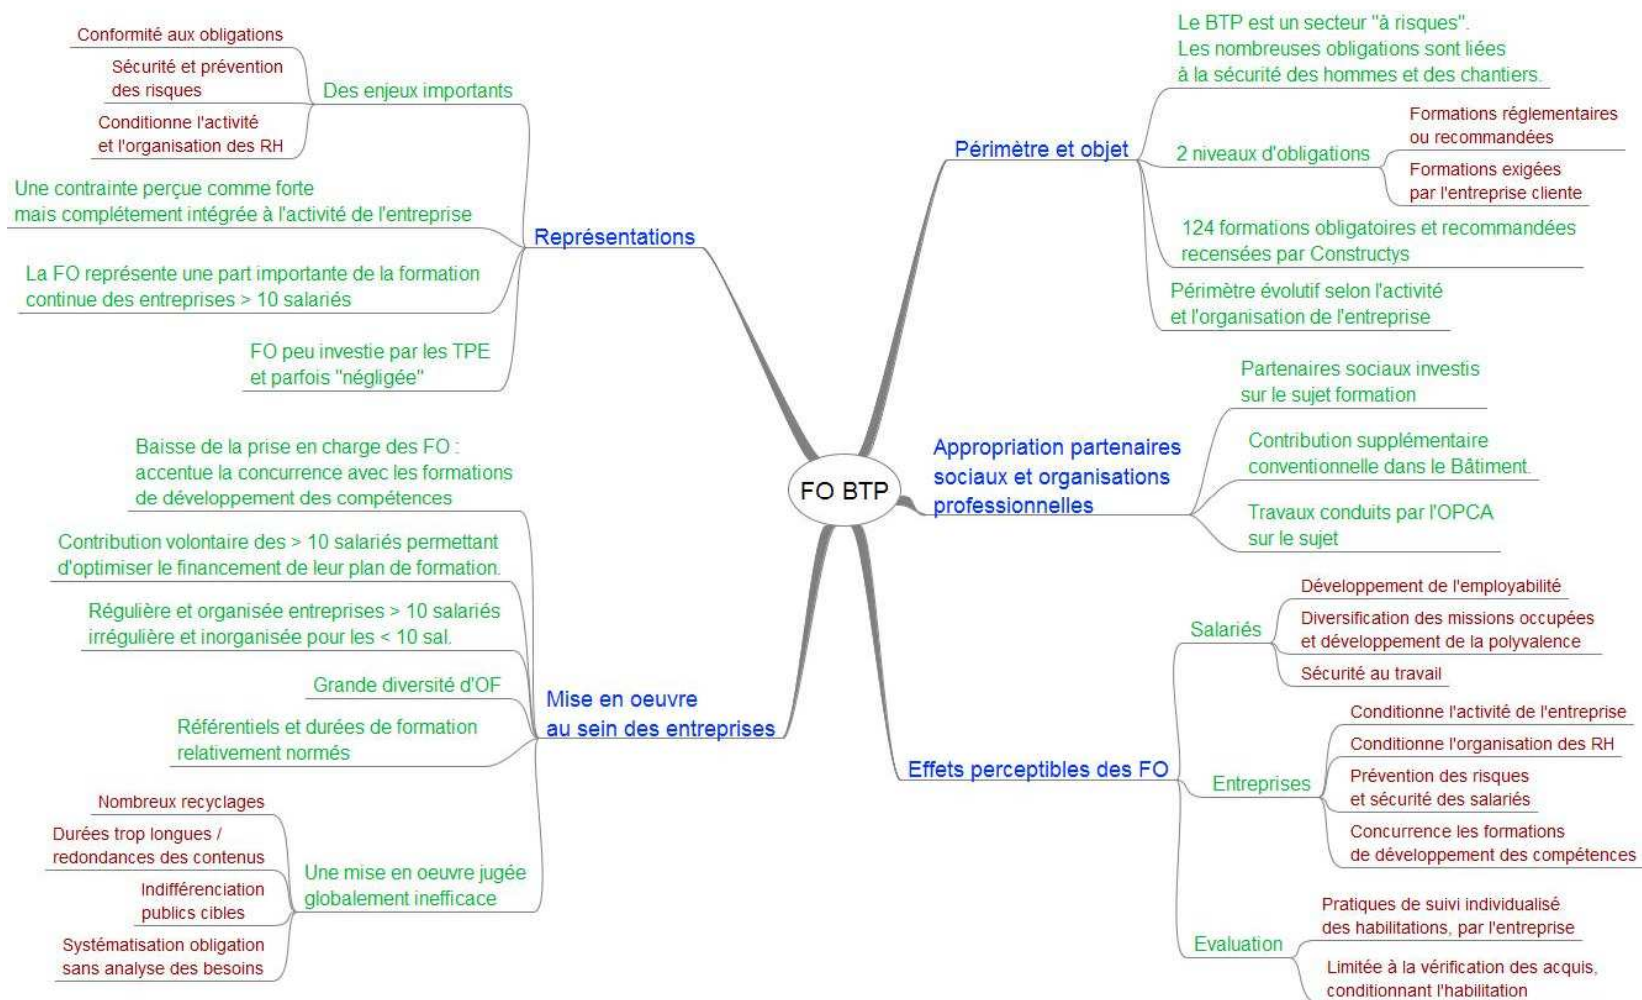 FO BTP
Périmètre et objet
Le BTP est un secteur "à risques".
Les nombreuses obligations sont liées
à la sécurité des hommes et des chantiers.
2 niveaux d'obligations
Formations réglementaires
ou recommandées
Formations exigées
par l'entreprise cliente
124 formations obligatoires et recommandées
recensées par Constructys
Périmètre évolutif selon l'activité
et l'organisation de l'entreprise
Appropriation partenaires
sociaux et organisations
professionnelles
Partenaires sociaux investis
sur le sujet formation
Contribution supplémentaire
conventionnelle dans le Bâtiment.
Travaux conduits par l'OPCA
sur le sujet
Effets perceptibles des FO
Salariés
Développement de l'employabilité
Diversification des missions occupées
et développement de la polyvalence
Sécurité au travail
Entreprises
Conditionne l'activité de l'entreprise
Conditionne l'organisation des RH
Prévention des risques
et sécurité des salariés
Concurrence les formations
de développement des compétences
Evaluation
Pratiques de suivi individualisé
des habilitations, par l'entreprise
Limitée à la vérification des acquis,
conditionnant l'habilitation
Représentations
Des enjeux importants
Conformité aux obligations
Sécurité et prévention
des risques
Conditionne l'activité
et l'organisation des RH
Une contrainte perçue comme forte
mais complétement intégrée à l'activité de l'entreprise
La FO représente une part importante de la formation
continue des entreprises > 10 salariés
FO peu investie par les TPE
et parfois "négligée"
Mise en oeuvre
au sein des entreprises
Baisse de la prise en charge des FO :
accentue la concurrence avec les formations
de développement des compétences
Contribution volontaire des > 10 salariés permettant
d'optimiser le financement de leur plan de formation.
Régulière et organisée entreprises > 10 salariés
irrégulière et inorganisée pour les < 10 sal.
Grande diversité d'OF
Référentiels et durées de formation
relativement normés
Une mise en oeuvre jugée
globalement inefficace
Nombreux recyclages
Durées trop longues /
redondances des contenus
Indifférenciation
publics cibles
Systématisation obligation
sans analyse des besoins